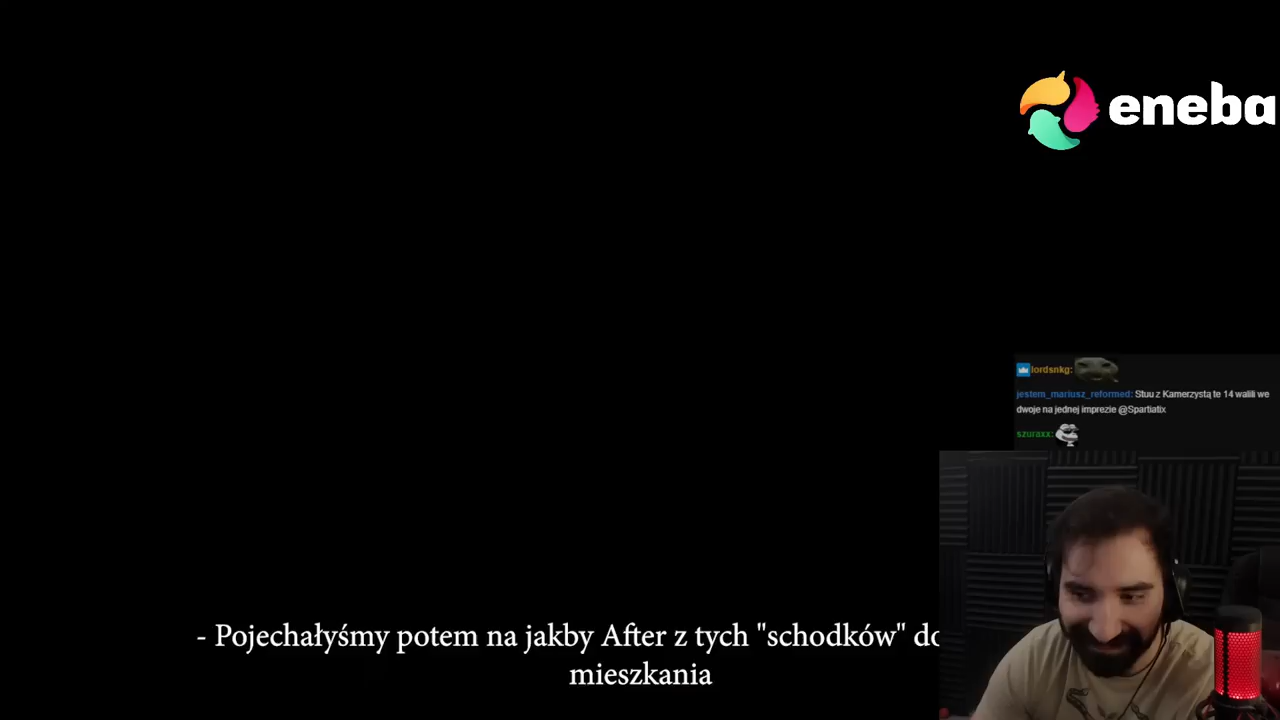 eneba
lordsnkg:
jestem_mariusz_reformed: Stuu z Kamerzystą te 14 walili we
dwoje na jednej imprezie @Spartiatix
szuraxx:
- Pojechałyśmy potem na jakby After z tych "schodków" do
mieszkania